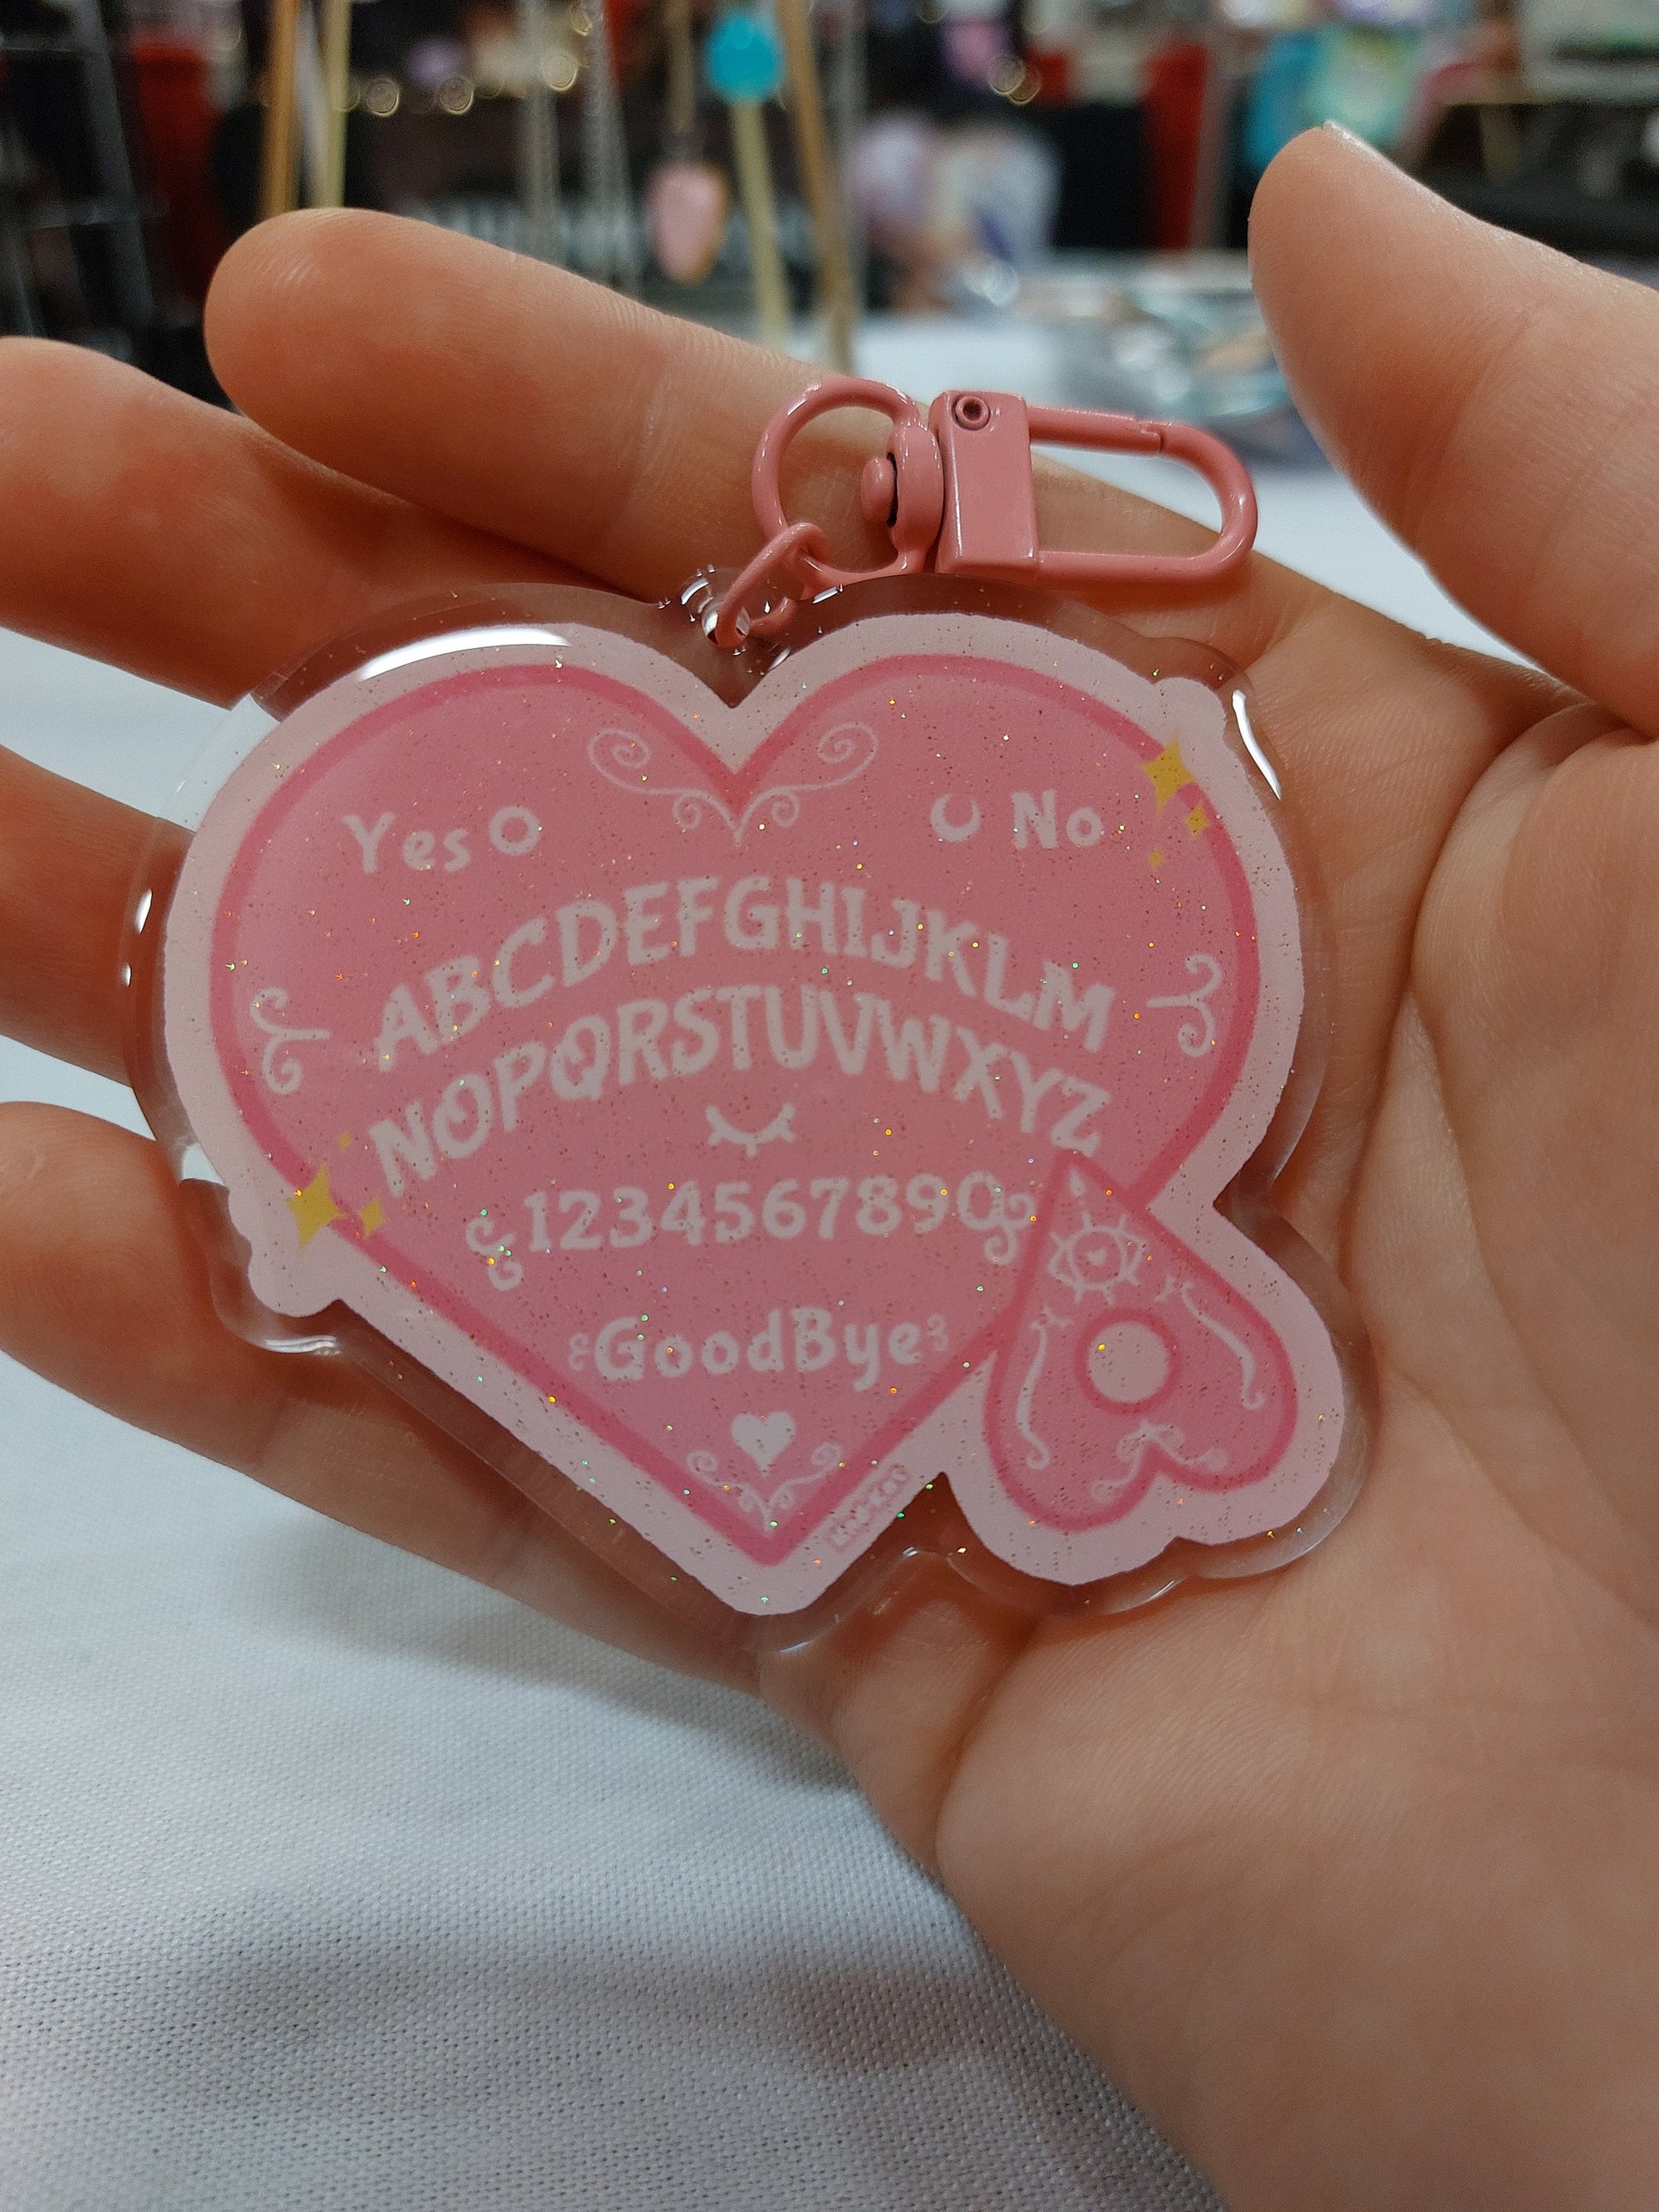 Yes No
ABCDEFGHIJKLM
NOPQRSTUVWXYZ
1234567890
GoodBye